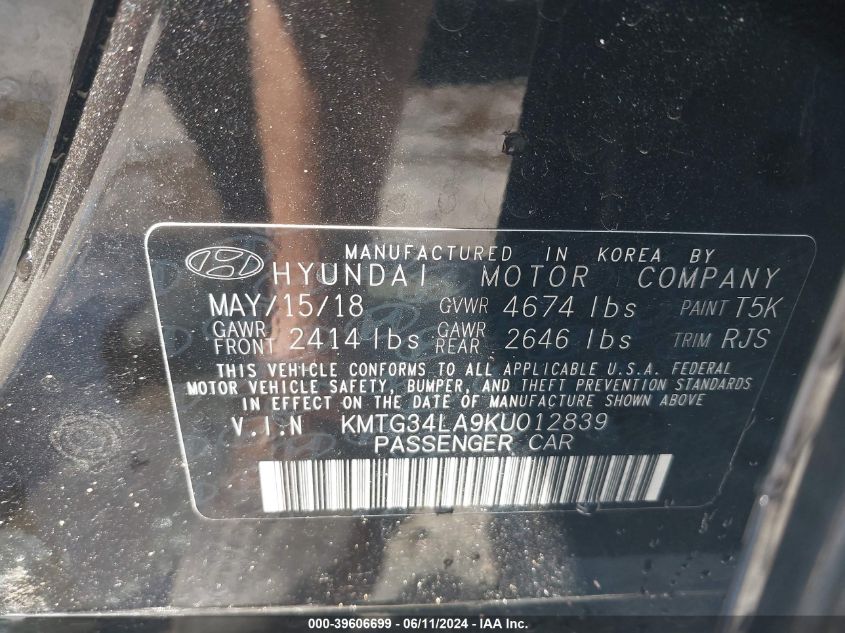 MANUFACTURED IN KOREA BY
HYUNDAI MOTOR COMPANY
MAY/15/18 GVWR 4674 lbs PAINT T5K
GAWR FRONT 2414 lbs GAWR REAR 2646 lbs TRIM RJS
THIS VEHICLE CONFORMS TO ALL APPLICABLE U.S.A. FEDERAL
MOTOR VEHICLE SAFETY, BUMPER, AND THEFT PREVENTION STANDARDS
IN EFFECT ON THE DATE OF MANUFACTURE SHOWN ABOVE
V.I.N KMTG34LA9KU012839
PASSENGER CAR
000-39606699 - 06/11/2024 - IAA Inc.